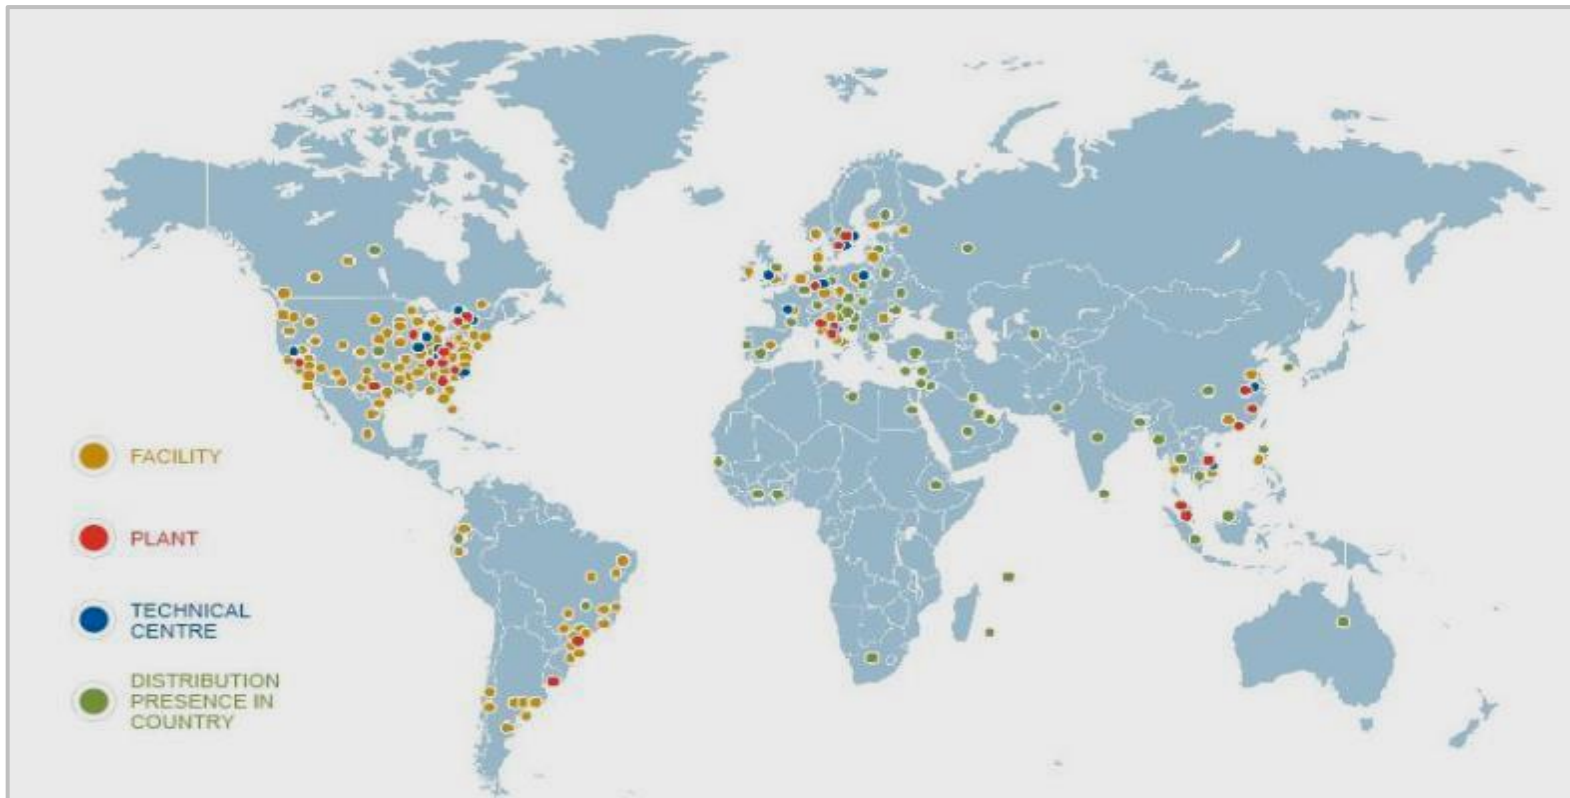 FACILITY
PLANT
TECHNICAL
CENTRE
DISTRIBUTION
PRESENCE IN
COUNTRY